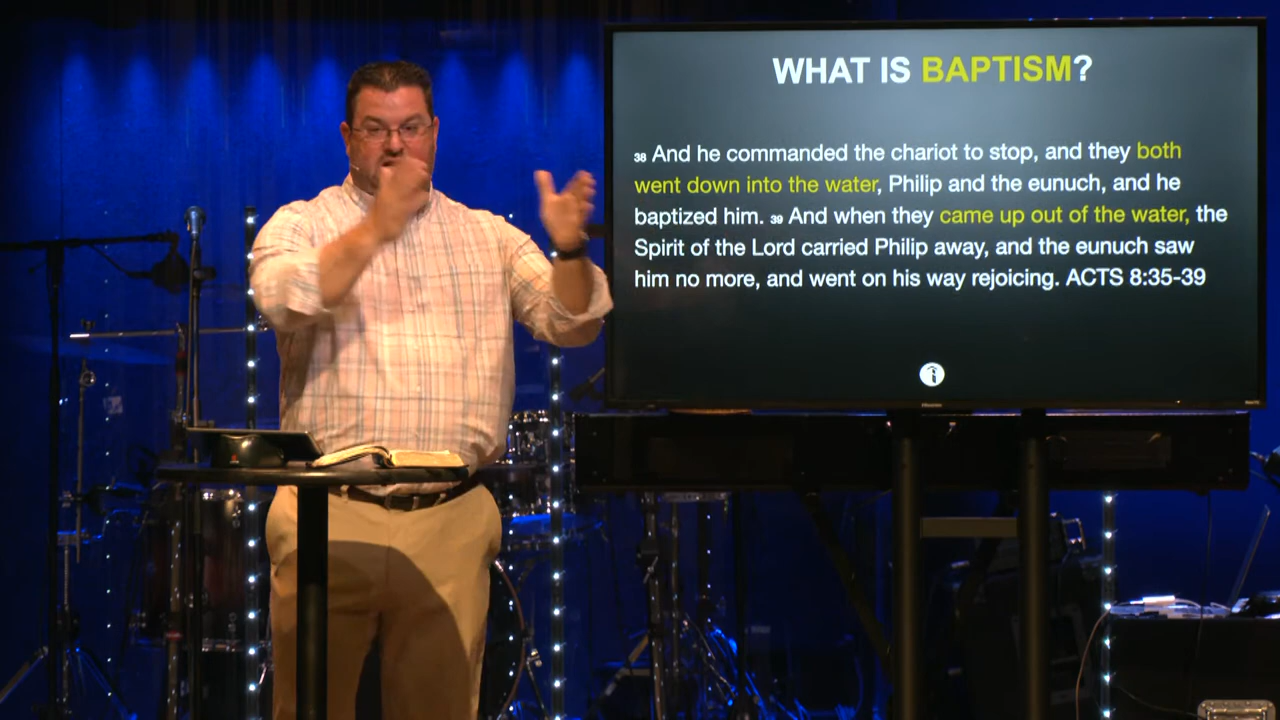 WHAT IS BAPTISM?
38 And he commanded the chariot to stop, and they both
went down into the water, Philip and the eunuch, and he
baptized him. 39 And when they came up out of the water, the
Spirit of the Lord carried Philip away, and the eunuch saw
him no more, and went on his way rejoicing. ACTS 8:35-39
Hisense